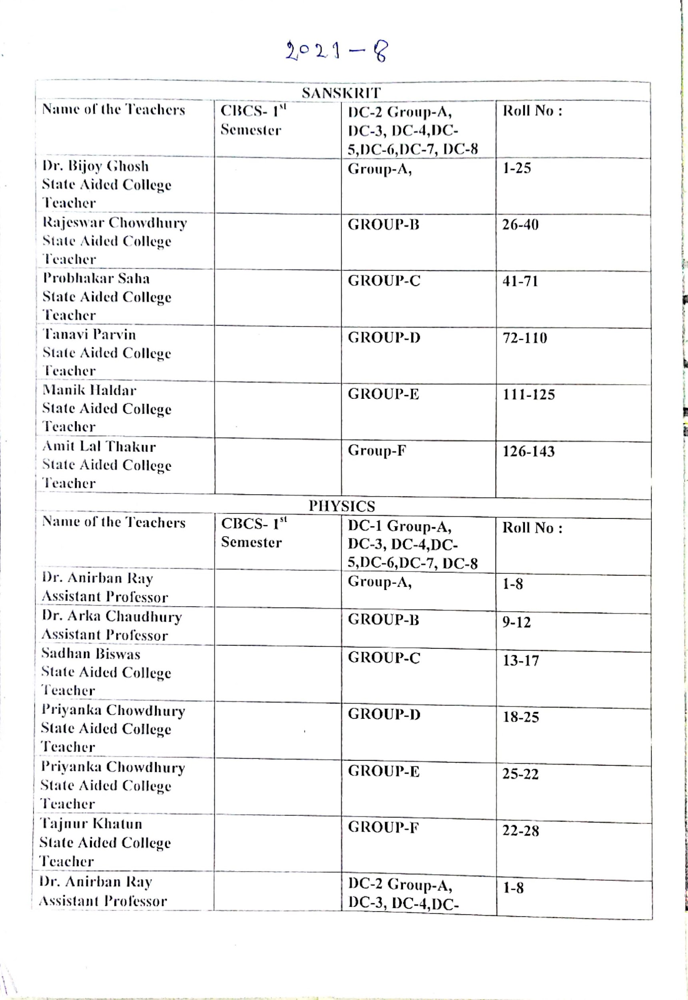 2021-8
SANSKRIT
Name of the Teachers CBCS- 1st Semester DC-2 Group-A, DC-3, DC-4,DC-5,DC-6,DC-7, DC-8 Roll No :
Dr. Bijoy Ghosh State Aided College Teacher Group-A, 1-25
Rajeswar Chowdhury State Aided College Teacher GROUP-B 26-40
Probhakar Saha State Aided College Teacher GROUP-C 41-71
Tanavi Parvin State Aided College Teacher GROUP-D 72-110
Manik Haldar State Aided College Teacher GROUP-E 111-125
Amit Lal Thakur State Aided College Teacher Group-F 126-143
PHYSICS
Name of the Teachers CBCS- 1st Semester DC-1 Group-A, DC-3, DC-4,DC-5,DC-6,DC-7, DC-8 Roll No :
Dr. Anirban Ray Assistant Professor Group-A, 1-8
Dr. Arka Chaudhury Assistant Professor GROUP-B 9-12
Sadhan Biswas State Aided College Teacher GROUP-C 13-17
Priyanka Chowdhury State Aided College Teacher GROUP-D 18-25
Priyanka Chowdhury State Aided College Teacher GROUP-E 25-22
Tajnur Khatun State Aided College Teacher GROUP-F 22-28
Dr. Anirban Ray Assistant Professor DC-2 Group-A, DC-3, DC-4,DC- 1-8